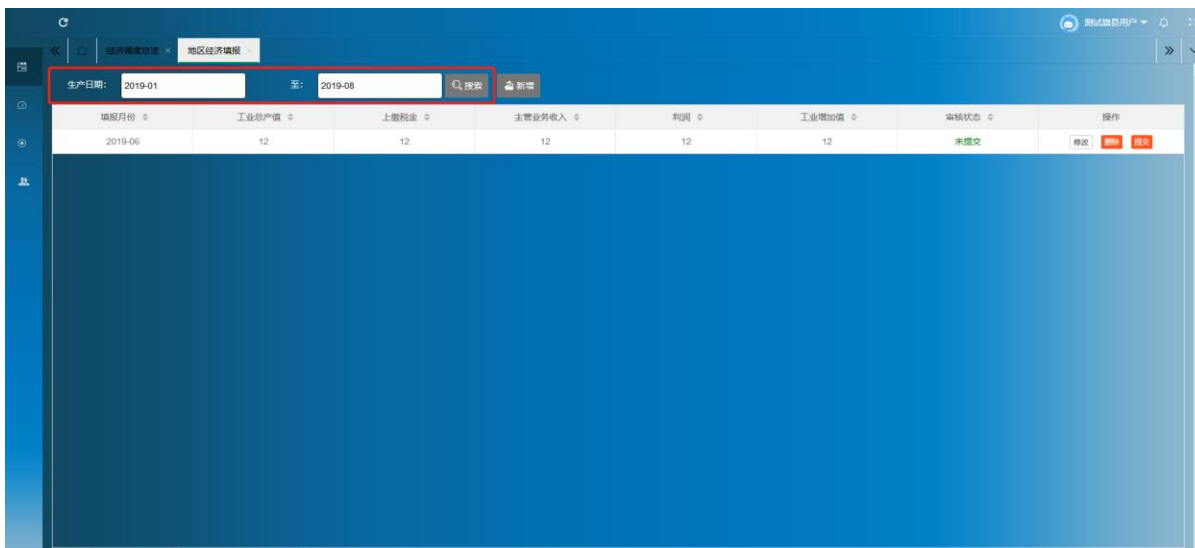 测试旗县用户
经济调度总览 × 地区经济填报 ×
生产日期： 2019-01 至： 2019-08 搜索 新增
填报月份 工业总产值 上缴税金 主营业务收入 利润 工业增加值 审核状态 操作
2019-06 12 12 12 12 12 未提交 修改 删除 提交